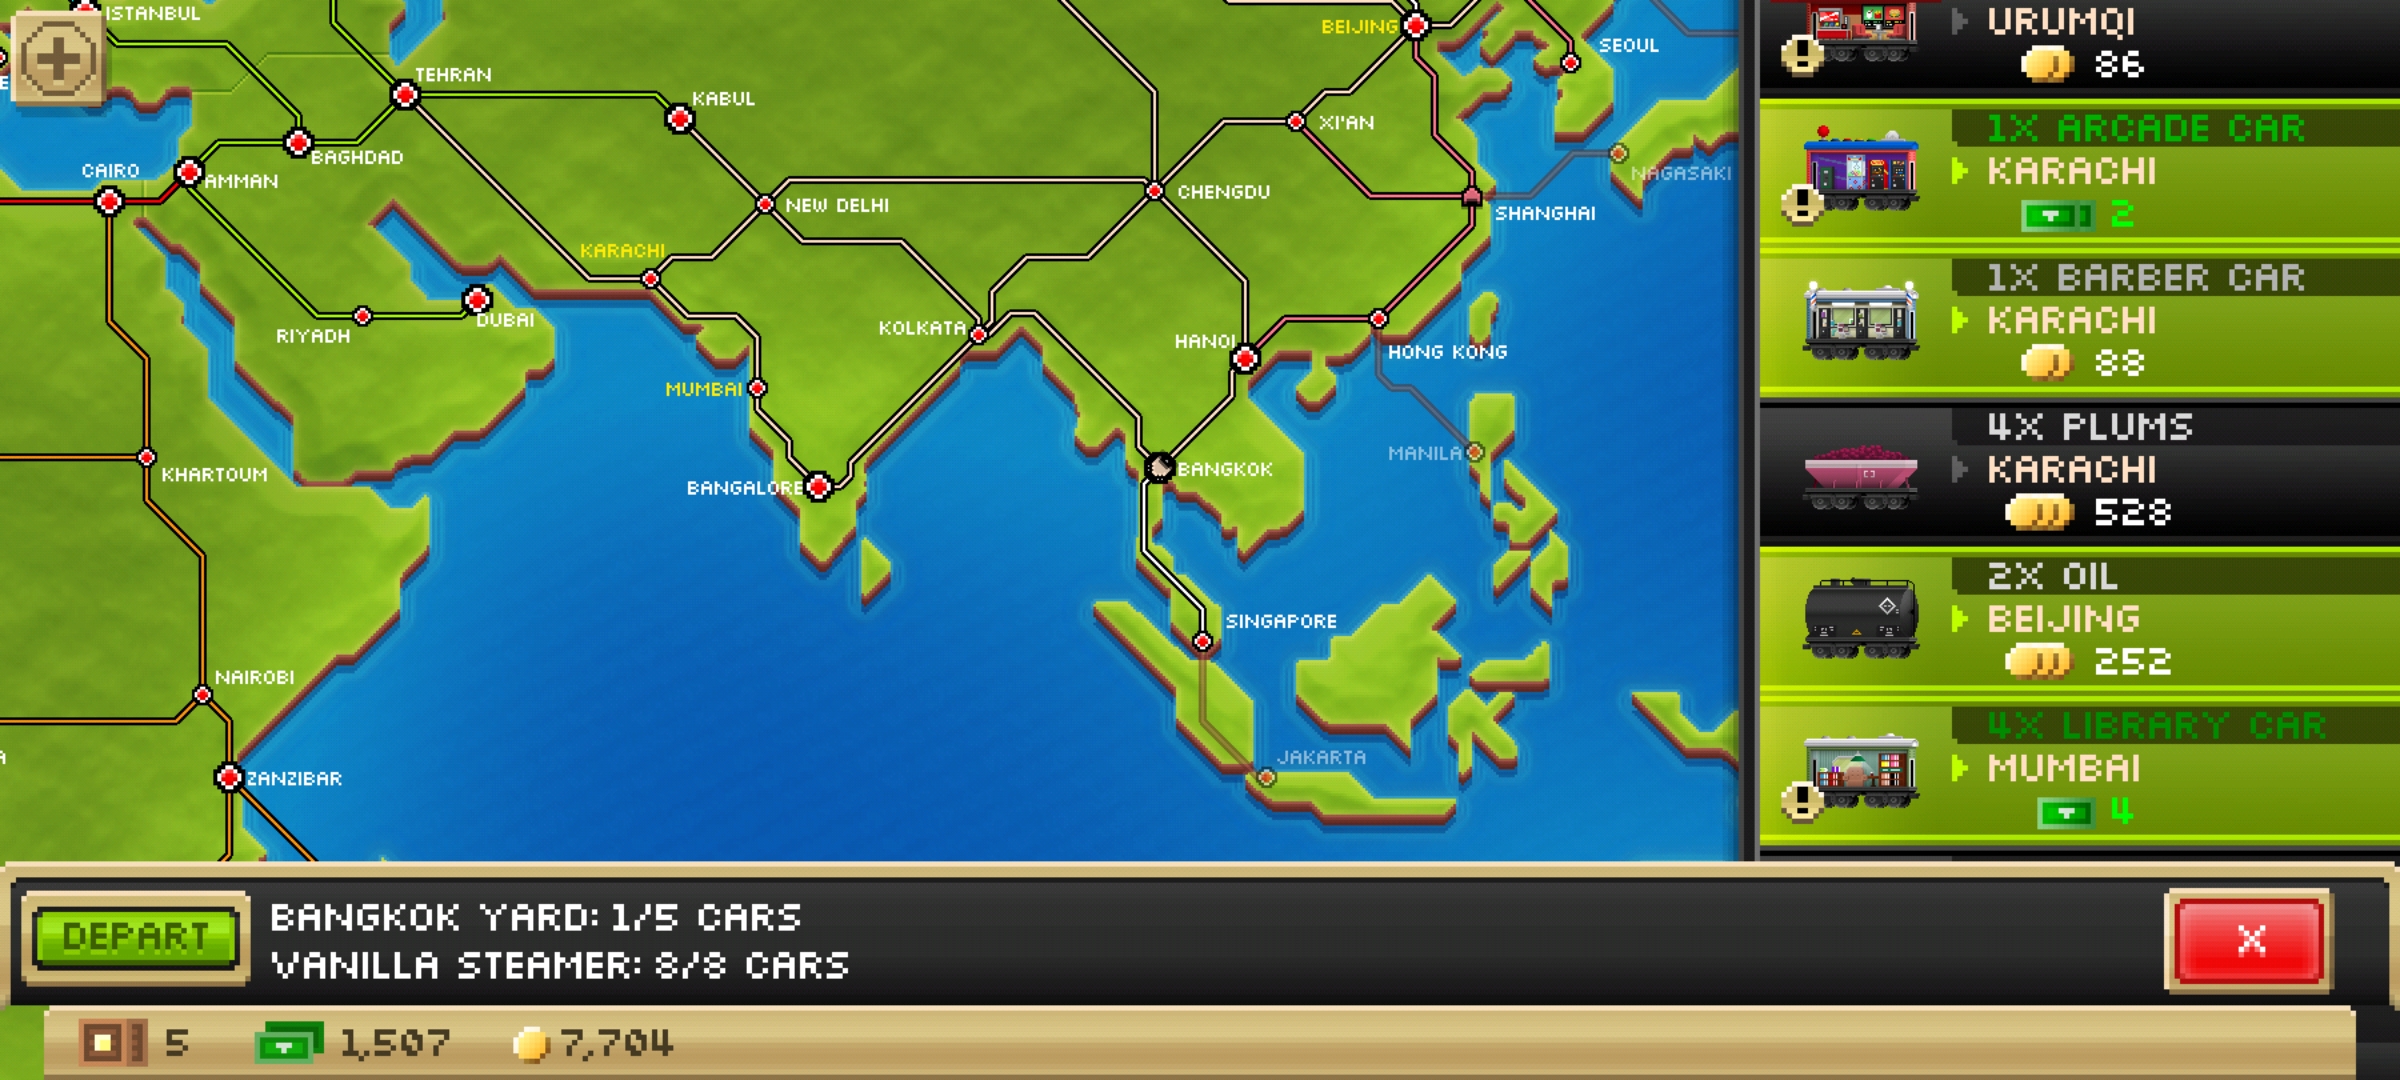 ISTANBUL
TEHRAN
KABUL
BEIJING
SEOUL
XI'AN
NAGASAKI
CAIRO
AMMAN
BAGHDAD
NEW DELHI
CHENGDU
SHANGHAI
KARACHI
RIYADH
DUBAI
KOLKATA
HANOI
HONG KONG
MUMBAI
MANILA
KHARTOUM
BANGALORE
BANGKOK
SINGAPORE
NAIROBI
JAKARTA
ZANZIBAR
URUMQI
86
1X ARCADE CAR
KARACHI
2
1X BARBER CAR
KARACHI
88
4X PLUMS
KARACHI
528
2X OIL
BEIJING
252
4X LIBRARY CAR
MUMBAI
4
DEPART
BANGKOK YARD: 1/5 CARS
VANILLA STEAMER: 8/8 CARS
X
5
1,507
7,704